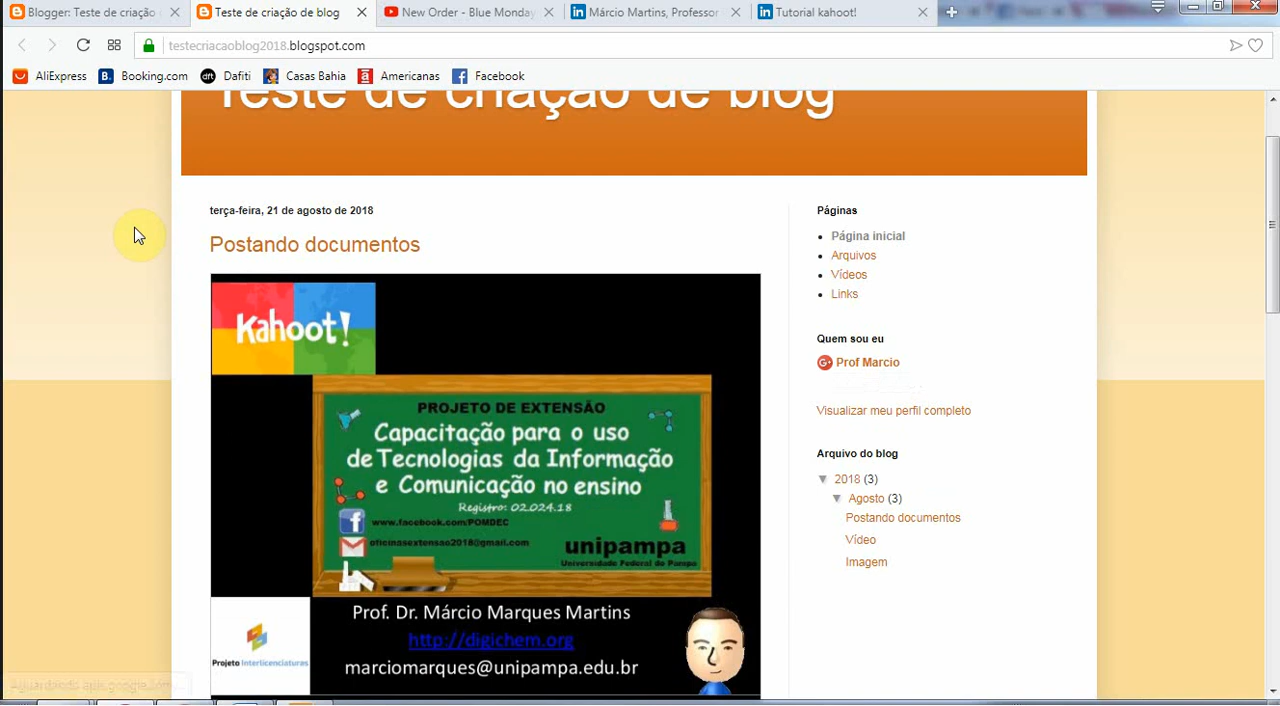 Blogger: Teste de criação
Teste de criação de blog
New Order - Blue Monday
Márcio Martins, Professor
Tutorial kahoot!
testecriacaoblog2018.blogspot.com
AliExpress
Booking.com
Dafiti
Casas Bahia
Americanas
Facebook
Teste de criação de blog
terça-feira, 21 de agosto de 2018
Postando documentos
Kahoot!
PROJETO DE EXTENSÃO
Capacitação para o uso
de Tecnologias da Informação
e Comunicação no ensino
Registro: 02.024.18
www.facebook.com/POMDEC
oficinasextensao2018@gmail.com
unipampa
Universidade Federal do Pampa
Projeto Interlicenciaturas
Prof. Dr. Márcio Marques Martins
http://digichem.org
marciomarques@unipampa.edu.br
Páginas
Página inicial
Arquivos
Vídeos
Links
Quem sou eu
Prof Marcio
Visualizar meu perfil completo
Arquivo do blog
▼ 2018 (3)
▼ Agosto (3)
Postando documentos
Vídeo
Imagem